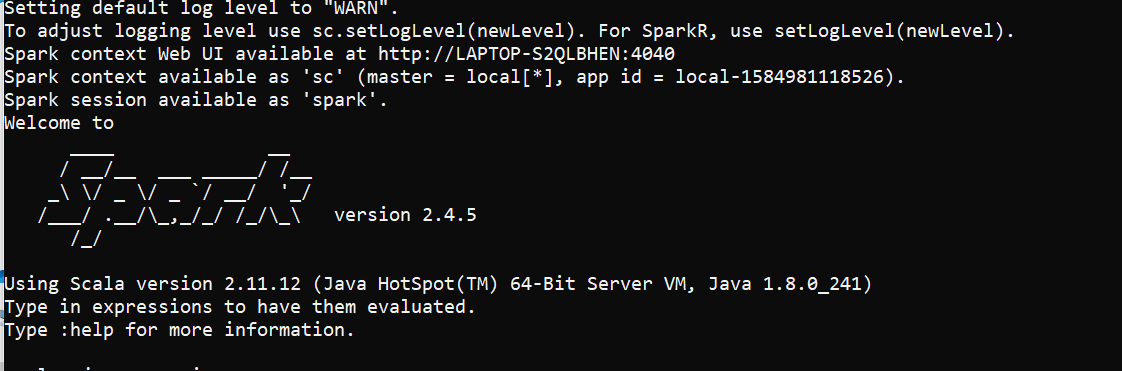 Setting default log level to "WARN".
To adjust logging level use sc.setLogLevel(newLevel). For SparkR, use setLogLevel(newLevel).
Spark context Web UI available at http://LAPTOP-S2QLBHEN:4040
Spark context available as 'sc' (master = local[*], app id = local-1584981118526).
Spark session available as 'spark'.
Welcome to
      ____              __
     / __/__  ___ _____/ /__
    _\ \/ _ \/ _ `/ __/  '_/
   /___/ .__/\_,_/_/ /_/\_\   version 2.4.5
      /_/
Using Scala version 2.11.12 (Java HotSpot(TM) 64-Bit Server VM, Java 1.8.0_241)
Type in expressions to have them evaluated.
Type :help for more information.